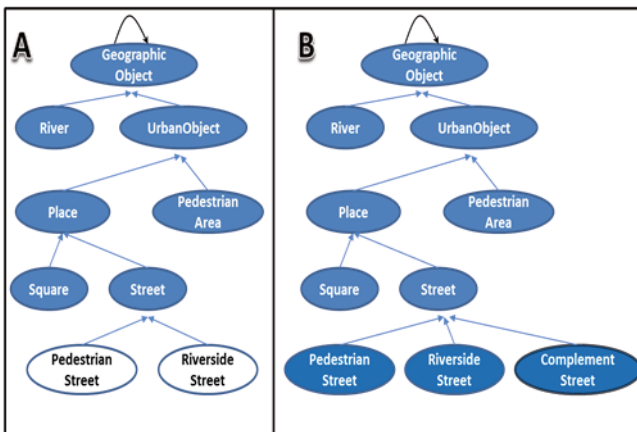 A
Geographic
Object
River
UrbanObject
Place
Pedestrian
Area
Square
Street
Pedestrian
Street
Riverside
Street
B
Geographic
Object
River
UrbanObject
Place
Pedestrian
Area
Square
Street
Pedestrian
Street
Riverside
Street
Complement
Street